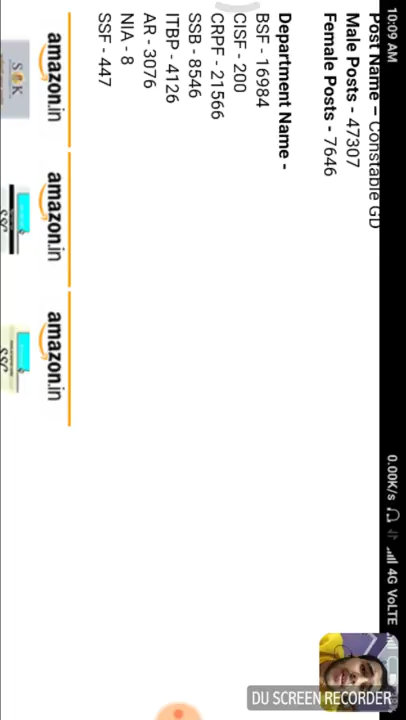 10:09 AM
0.00K/s 4G VoLTE
Post Name – Constable GD
Male Posts - 47307
Female Posts - 7646
Department Name -
BSF - 16984
CISF - 200
CRPF - 21566
SSB - 8546
ITBP - 4126
AR - 3076
NIA - 8
SSF - 447
amazon.in
amazon.in
amazon.in
SSC
SSC
DU SCREEN RECORDER